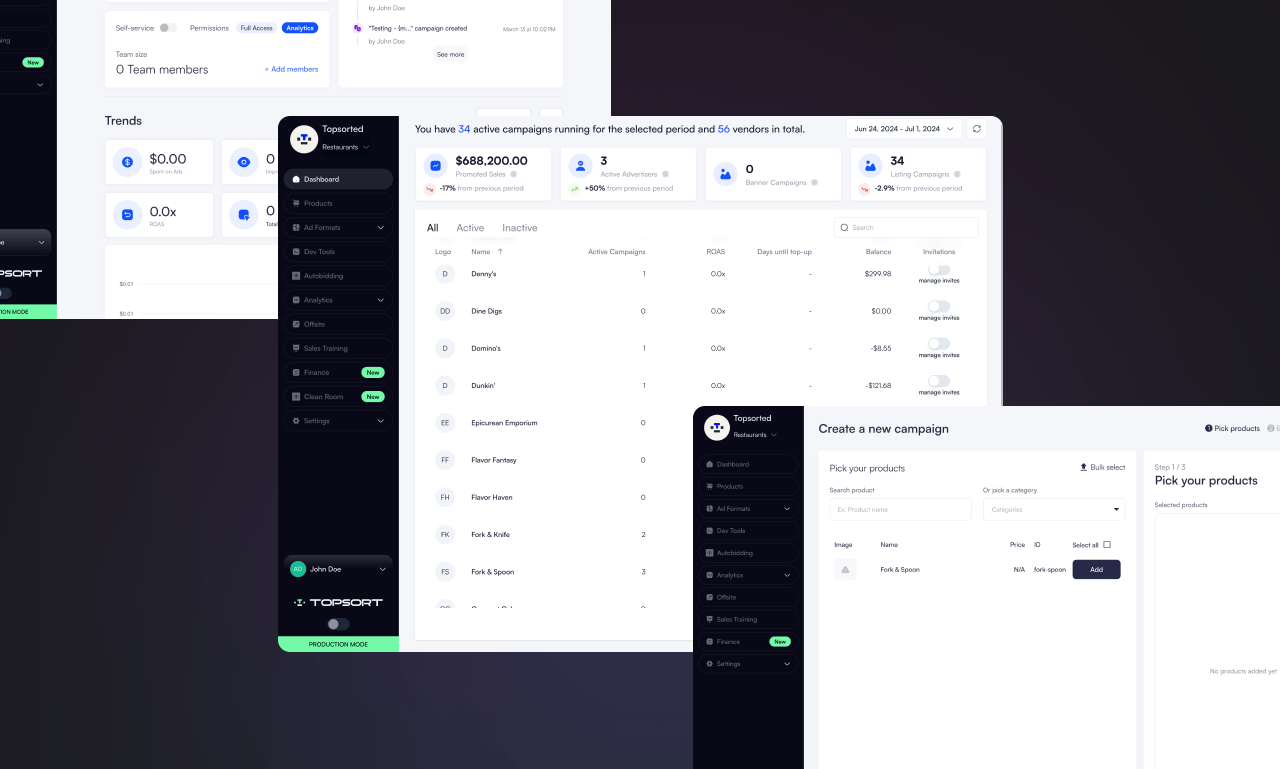 by John Doe
Self-service Permissions Full Access Analytics
"Testing - {m..." campaign created March 13 at 10:02 PM
by John Doe
See more
Team size
0 Team members + Add members
New
Trends
$0.00
Spent on Ads
0
0.0x
ROAS
0
Total
$0.01
$0.01
Topsorted
Restaurants
Dashboard
Products
Ad Formats
Dev Tools
Autobidding
Analytics
Offsite
Sales Training
Finance New
Clean Room New
Settings
AD John Doe
TOPSORT
PRODUCTION MODE
You have 34 active campaigns running for the selected period and 56 vendors in total.
Jun 24, 2024 - Jul 1, 2024
$688,200.00
Promoted Sales
-17% from previous period
3
Active Advertisers
+50% from previous period
0
Banner Campaigns
34
Listing Campaigns
-2.9% from previous period
All Active Inactive
Search
Logo Name ↑ Active Campaigns ROAS Days until top-up Balance Invitations
D Denny's 1 0.0x - $299.98
manage invites
DD Dine Digs 0 0.0x - $0.00
manage invites
D Domino's 1 0.0x - -$8.55
manage invites
D Dunkin' 1 0.0x - -$121.68
manage invites
EE Epicurean Emporium 0
FF Flavor Fantasy 0
FH Flavor Haven 0
FK Fork & Knife 2
FS Fork & Spoon 3
Topsorted
Restaurants
Dashboard
Products
Ad Formats
Dev Tools
Autobidding
Analytics
Offsite
Sales Training
Finance New
Settings
Create a new campaign
1 Pick products 2
Pick your products
Bulk select
Search product
Ex. Product name
Or pick a category
Categories
Image Name Price ID Select all
Fork & Spoon N/A fork-spoon Add
Step 1 / 3
Pick your products
Selected products
No products added yet